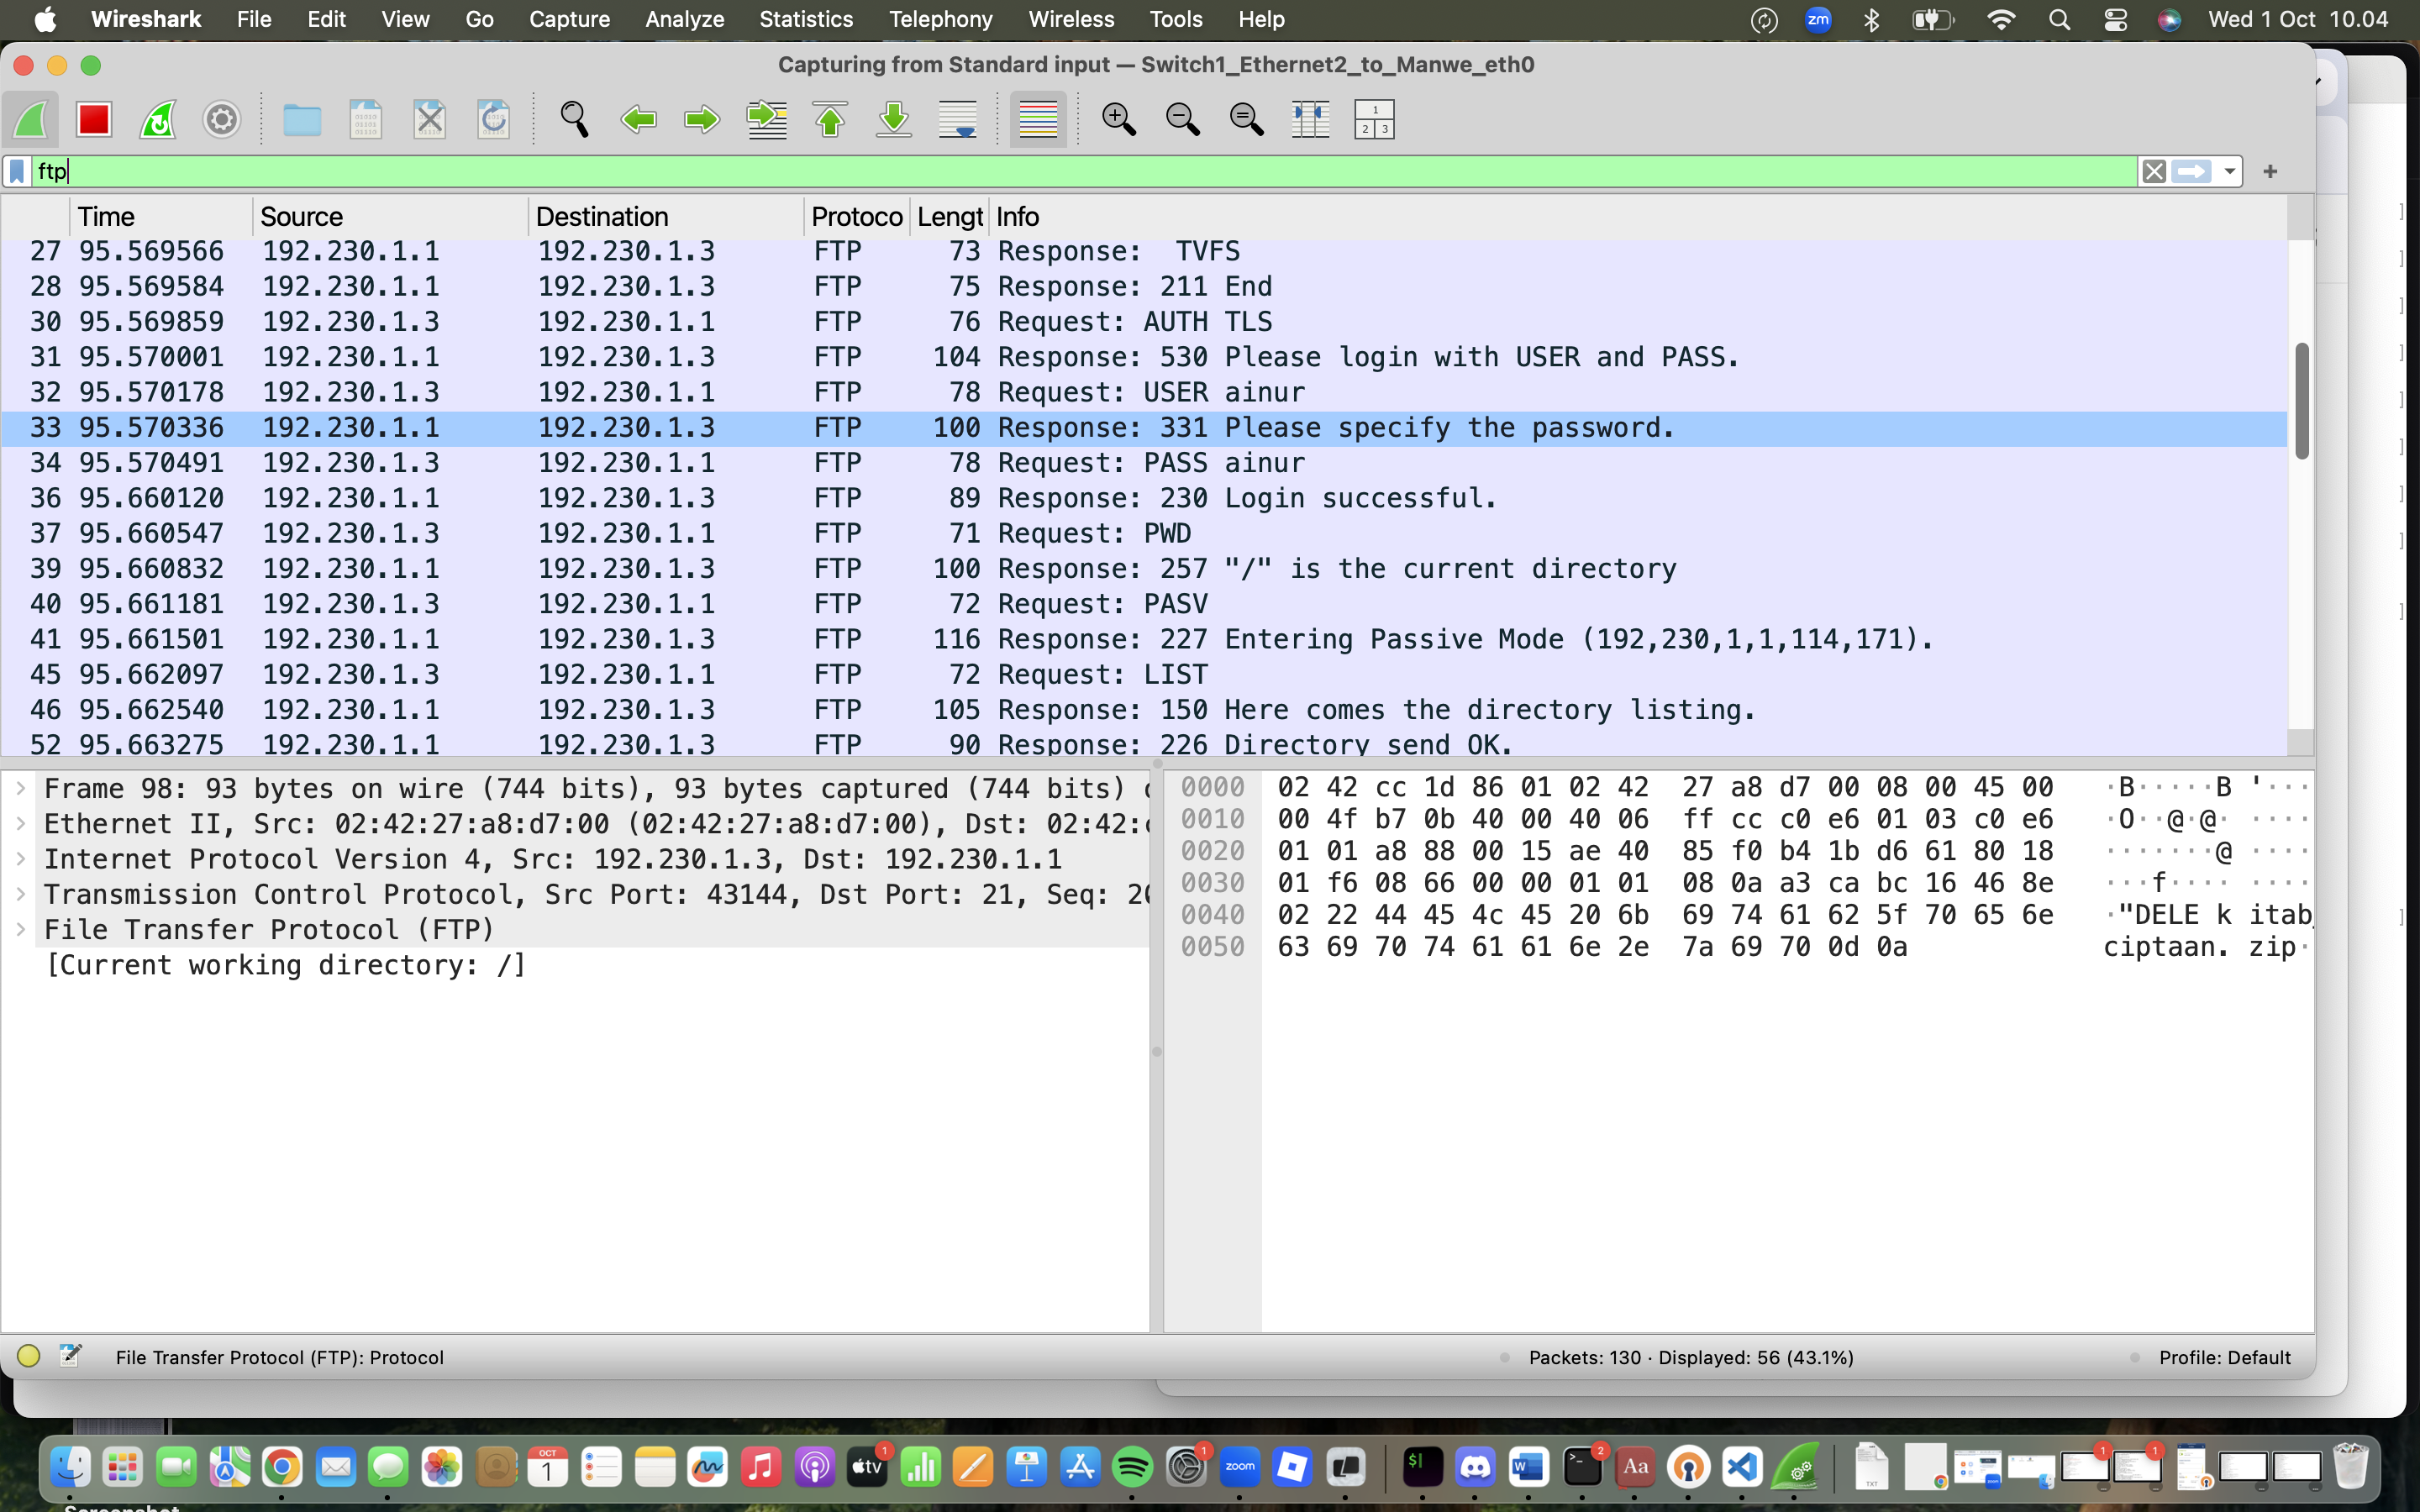 Wireshark File Edit View Go Capture Analyze Statistics Telephony Wireless Tools Help zm Wed 1 Oct 10.04
Capturing from Standard input — Switch1_Ethernet2_to_Manwe_eth0
ftp
Time Source Destination Protoco Lengt Info
27 95.569566 192.230.1.1 192.230.1.3 FTP 73 Response: TVFS
28 95.569584 192.230.1.1 192.230.1.3 FTP 75 Response: 211 End
30 95.569859 192.230.1.3 192.230.1.1 FTP 76 Request: AUTH TLS
31 95.570001 192.230.1.1 192.230.1.3 FTP 104 Response: 530 Please login with USER and PASS.
32 95.570178 192.230.1.3 192.230.1.1 FTP 78 Request: USER ainur
33 95.570336 192.230.1.1 192.230.1.3 FTP 100 Response: 331 Please specify the password.
34 95.570491 192.230.1.3 192.230.1.1 FTP 78 Request: PASS ainur
36 95.660120 192.230.1.1 192.230.1.3 FTP 89 Response: 230 Login successful.
37 95.660547 192.230.1.3 192.230.1.1 FTP 71 Request: PWD
39 95.660832 192.230.1.1 192.230.1.3 FTP 100 Response: 257 "/" is the current directory
40 95.661181 192.230.1.3 192.230.1.1 FTP 72 Request: PASV
41 95.661501 192.230.1.1 192.230.1.3 FTP 116 Response: 227 Entering Passive Mode (192,230,1,1,114,171).
45 95.662097 192.230.1.3 192.230.1.1 FTP 72 Request: LIST
46 95.662540 192.230.1.1 192.230.1.3 FTP 105 Response: 150 Here comes the directory listing.
52 95.663275 192.230.1.1 192.230.1.3 FTP 90 Response: 226 Directory send OK.
Frame 98: 93 bytes on wire (744 bits), 93 bytes captured (744 bits)
Ethernet II, Src: 02:42:27:a8:d7:00 (02:42:27:a8:d7:00), Dst: 02:42:
Internet Protocol Version 4, Src: 192.230.1.3, Dst: 192.230.1.1
Transmission Control Protocol, Src Port: 43144, Dst Port: 21, Seq: 20
File Transfer Protocol (FTP)
[Current working directory: /]
0000 02 42 cc 1d 86 01 02 42 27 a8 d7 00 08 00 45 00 ·B·····B '···
0010 00 4f b7 0b 40 00 40 06 ff cc c0 e6 01 03 c0 e6 ·O··@·@· ····
0020 01 01 a8 88 00 15 ae 40 85 f0 b4 1b d6 61 80 18 ·······@ ····
0030 01 f6 08 66 00 00 01 01 08 0a a3 ca bc 16 46 8e ···f···· ····
0040 02 22 44 45 4c 45 20 6b 69 74 61 62 5f 70 65 6e ·"DELE k itab_
0050 63 69 70 74 61 61 6e 2e 7a 69 70 0d 0a ciptaan. zip·
File Transfer Protocol (FTP): Protocol
Packets: 130 · Displayed: 56 (43.1%)
Profile: Default
OCT
1
tv
1
1
zoom
$
W
2
Aa
TXT
1
1